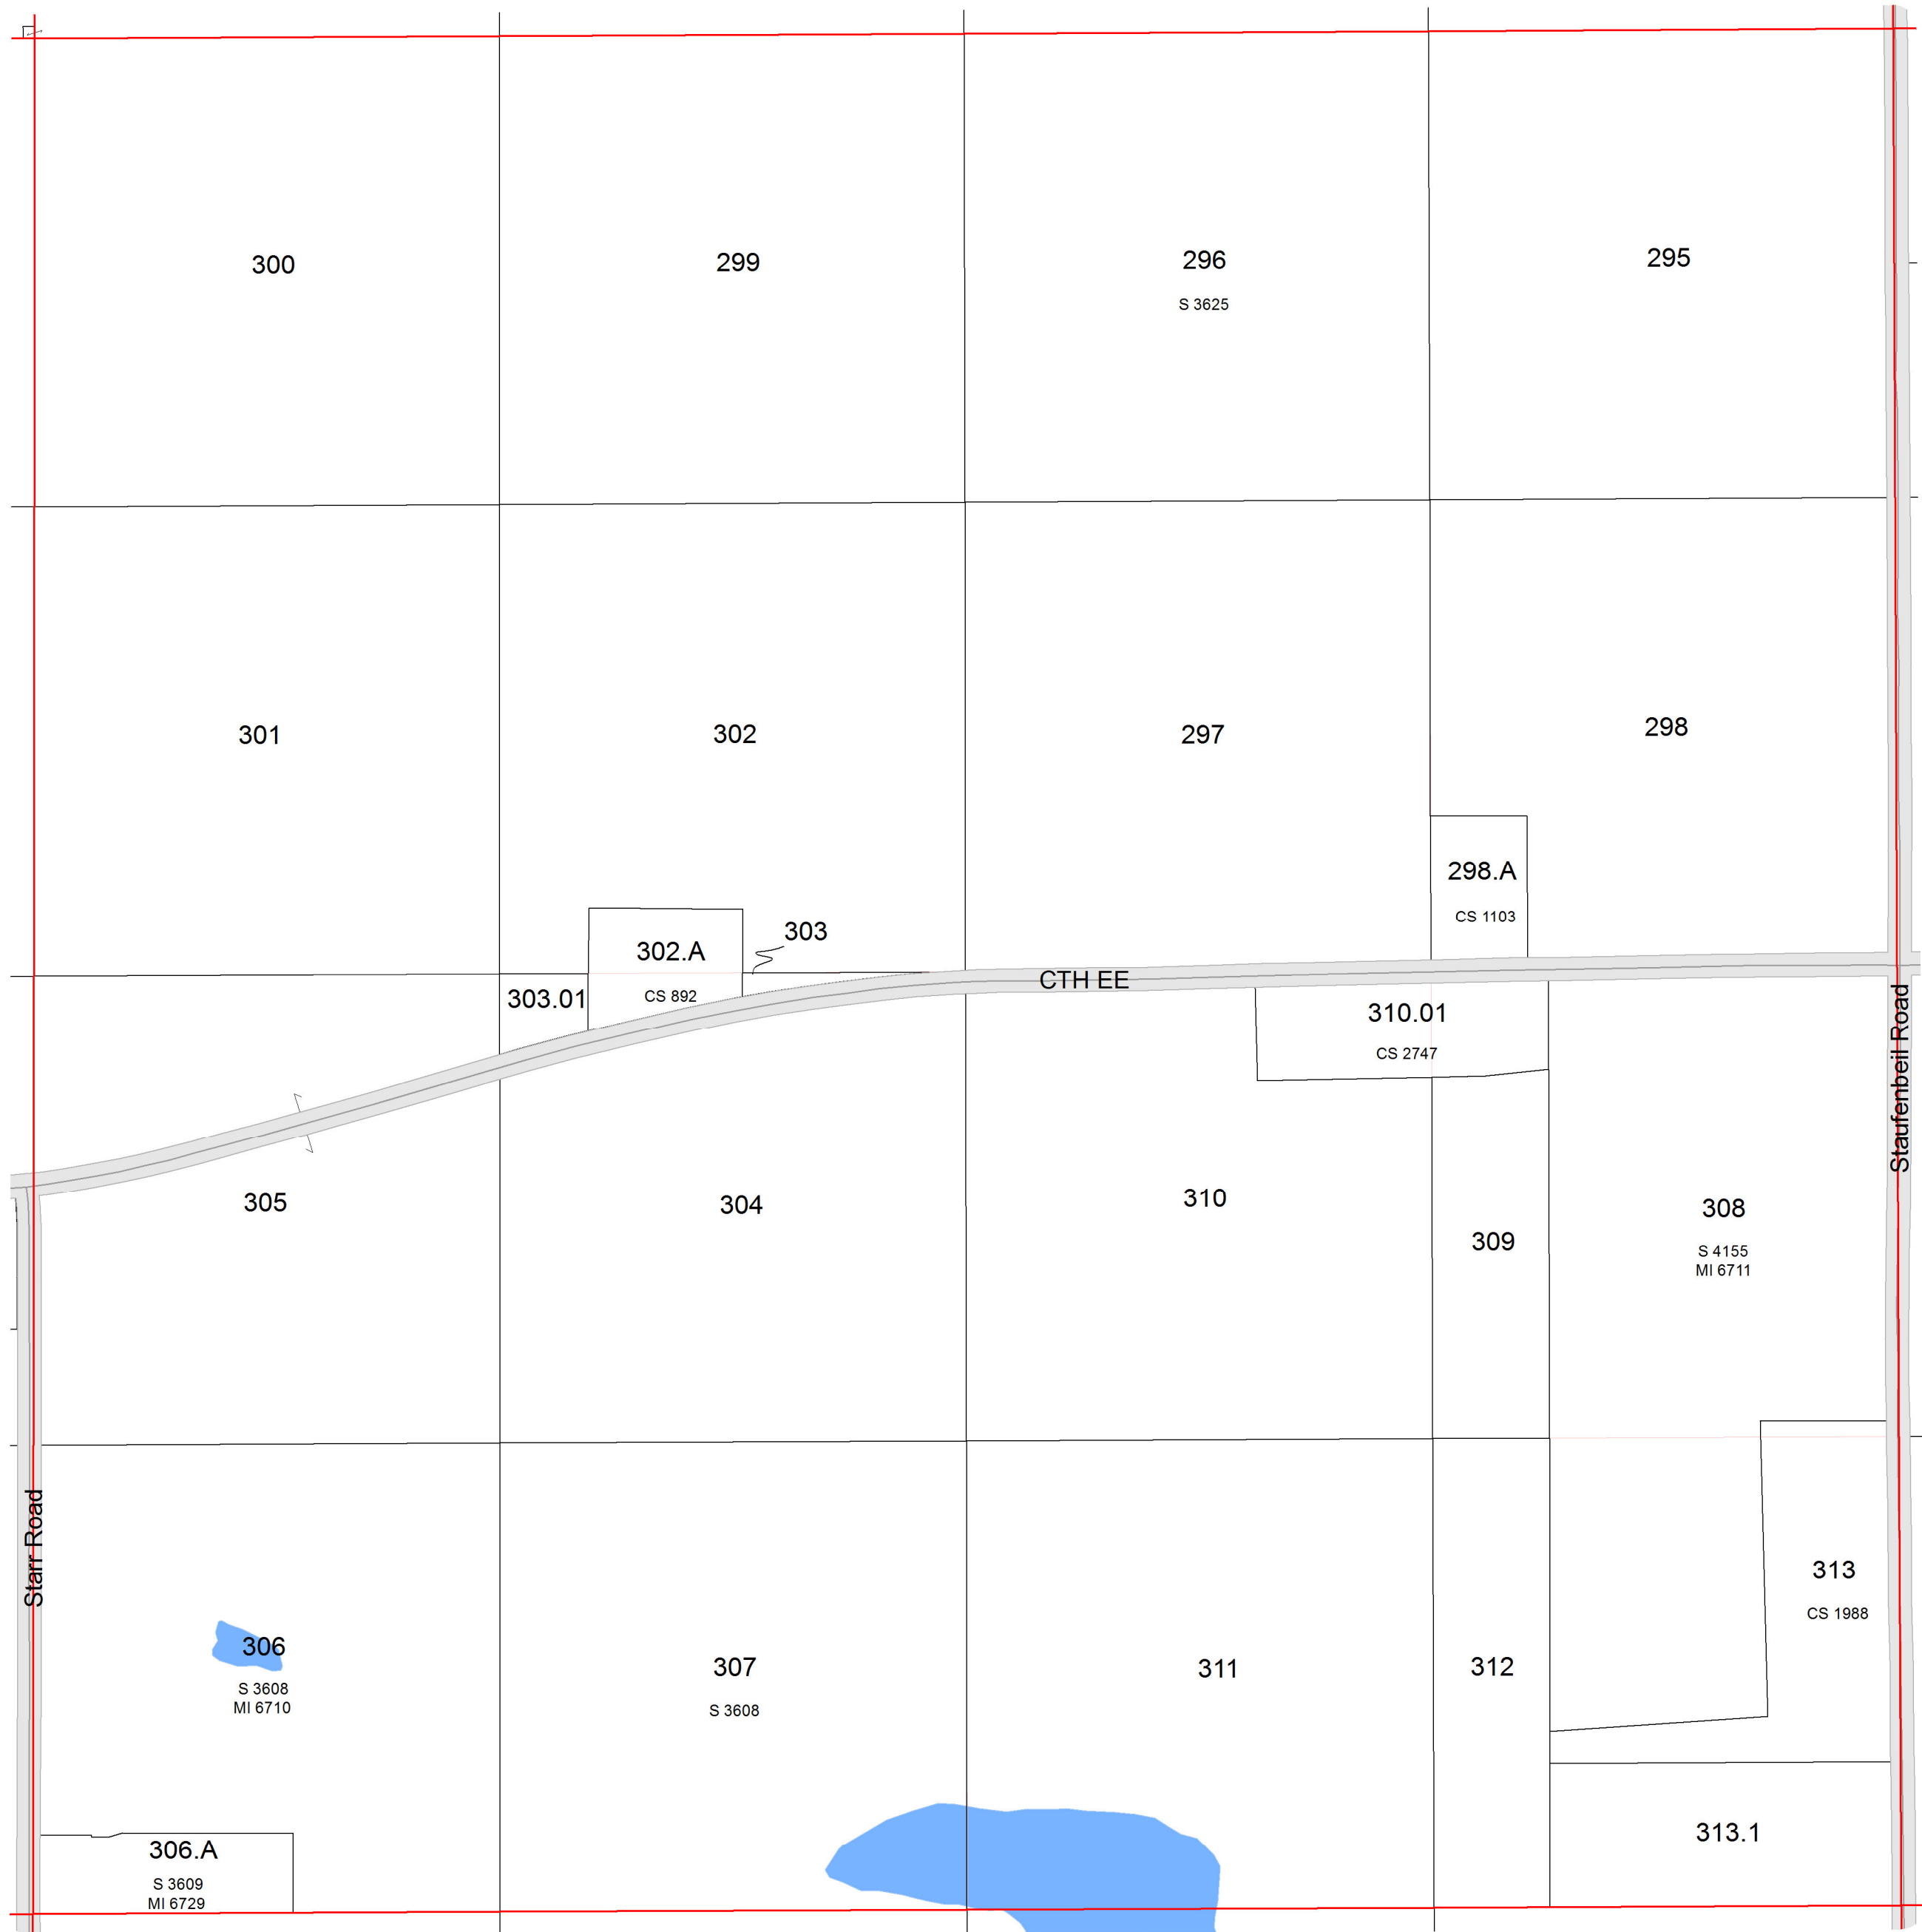 300
299
296
S 3625
295
301
302
297
298
298.A
CS 1103
303
302.A
CS 892
303.01
CTH EE
310.01
CS 2747
Staufenbeil Road
305
304
310
309
308
S 4155
MI 6711
Starr Road
306
S 3608
MI 6710
307
S 3608
311
312
313
CS 1988
306.A
S 3609
MI 6729
313.1